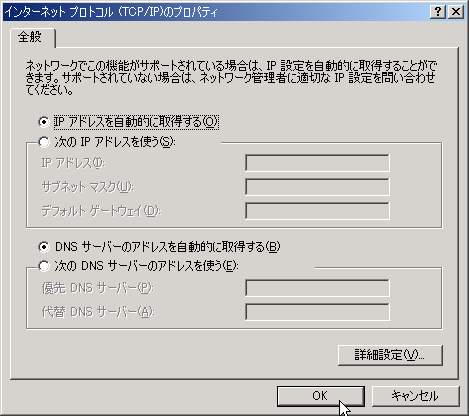 インターネット プロトコル (TCP/IP)のプロパティ
全般
ネットワークでこの機能がサポートされている場合は、IP 設定を自動的に取得することがで
きます。サポートされていない場合は、ネットワーク管理者に適切な IP 設定を問い合わせ
てください。
IP アドレスを自動的に取得する(O)
次の IP アドレスを使う(S):
IP アドレス(I):
サブネット マスク(U):
デフォルト ゲートウェイ(D):
DNS サーバーのアドレスを自動的に取得する(B)
次の DNS サーバーのアドレスを使う(E):
優先 DNS サーバー(P):
代替 DNS サーバー(A):
詳細設定(V)...
OK
キャンセル